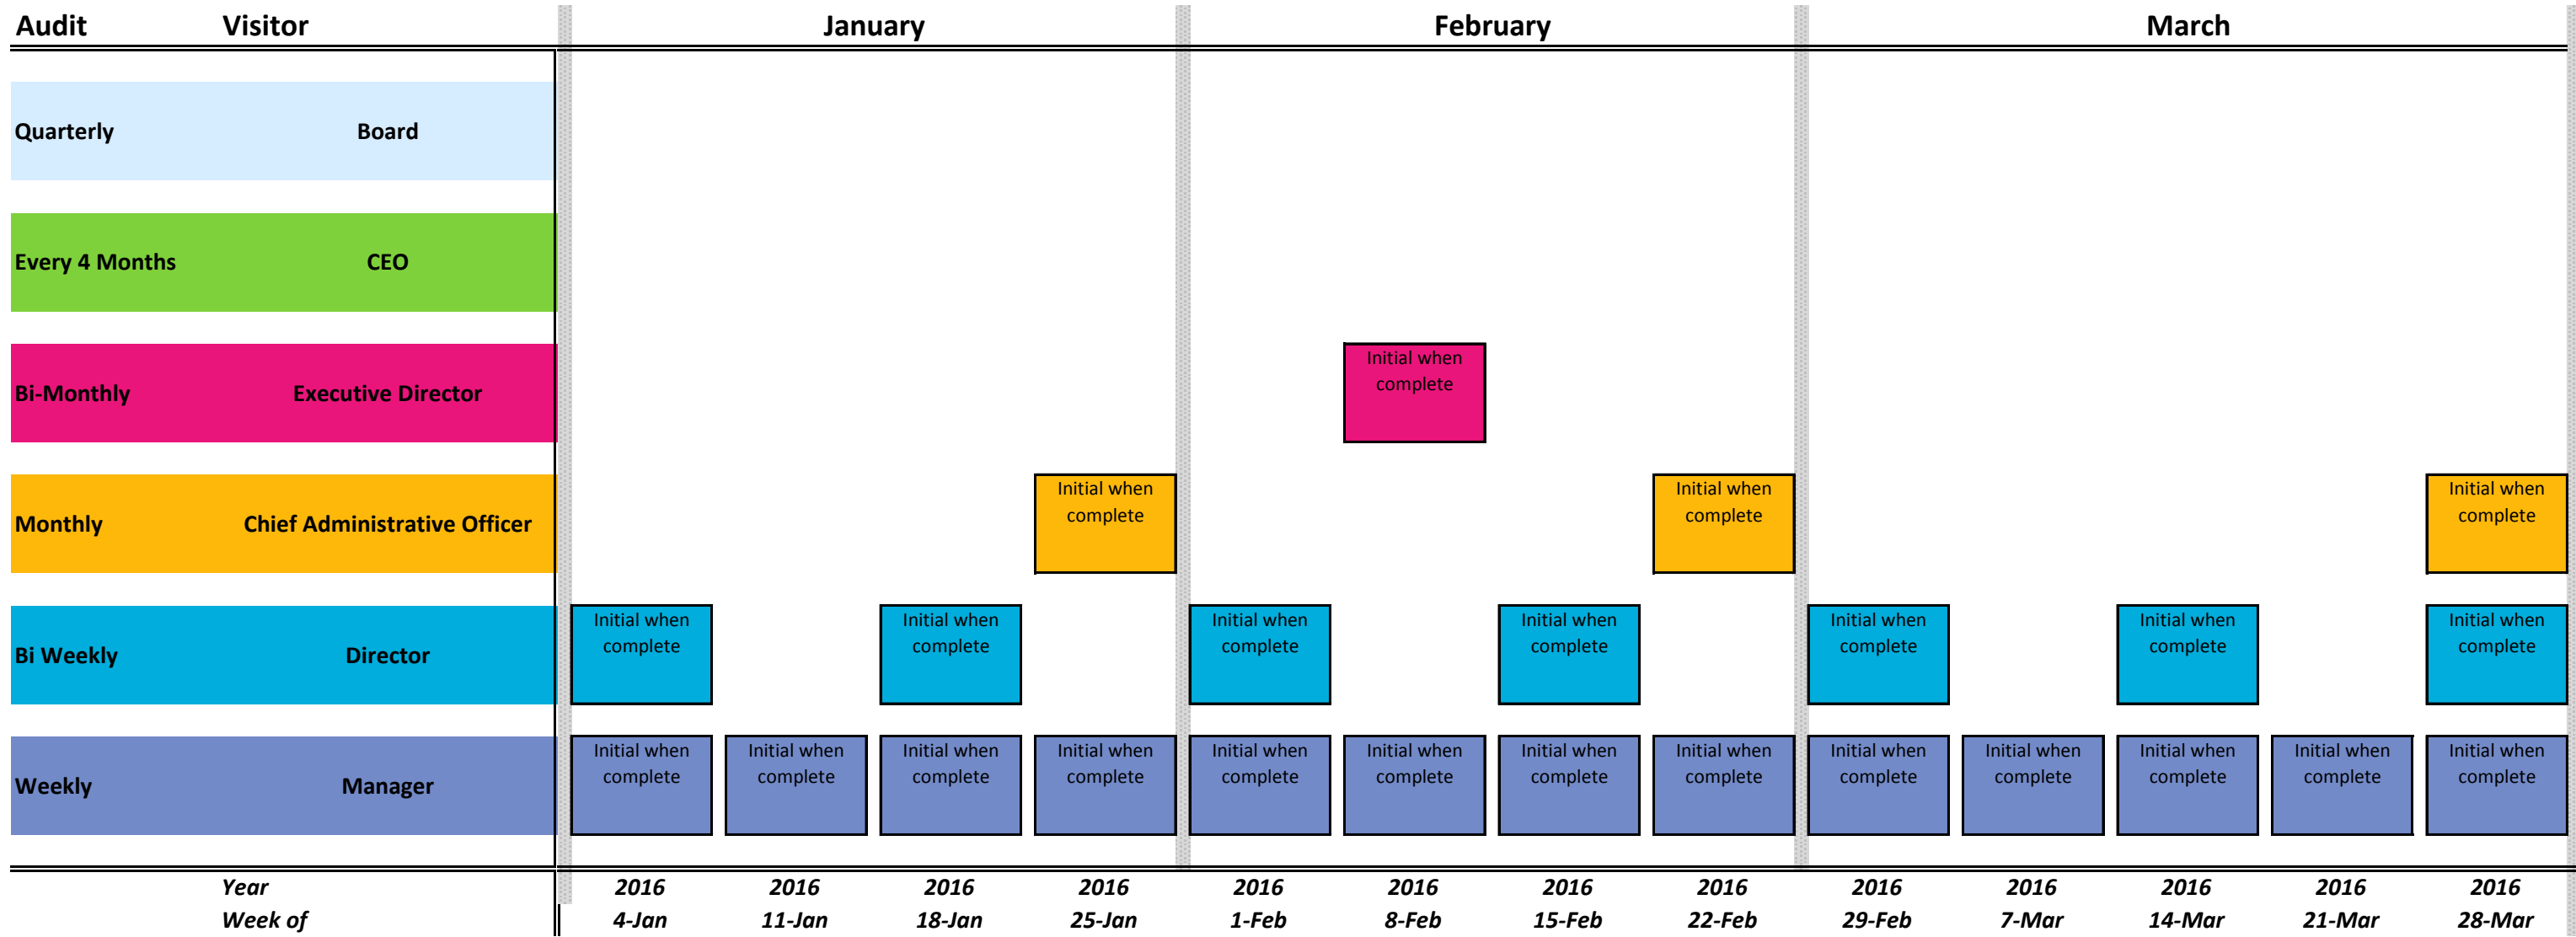 Audit Visitor January February March
Quarterly Board
Every 4 Months CEO
Initial when
complete
Bi-Monthly Executive Director
Initial when Initial when Initial when
complete complete complete
Monthly Chief Administrative Officer
Initial when Initial when Initial when Initial when Initial when Initial when Initial when
complete complete complete complete complete complete complete
Bi Weekly Director
Initial when Initial when Initial when Initial when Initial when Initial when Initial when Initial when Initial when Initial when Initial when Initial when Initial when
complete complete complete complete complete complete complete complete complete complete complete complete complete
Weekly Manager
Year 2016 2016 2016 2016 2016 2016 2016 2016 2016 2016 2016 2016 2016
Week of 4-Jan 11-Jan 18-Jan 25-Jan 1-Feb 8-Feb 15-Feb 22-Feb 29-Feb 7-Mar 14-Mar 21-Mar 28-Mar